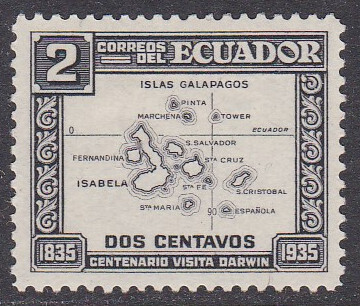 2 CORREOS DEL ECUADOR
ISLAS GALAPAGOS
PINTA
MARCHENA TOWER
0 ECUADOR
S. SALVADOR
FERNANDINA STA CRUZ
ISABELA STA FÉ
S. CRISTOBAL
STA MARIA 90 ESPAÑOLA
DOS CENTAVOS
1835 CENTENARIO VISITA DARWIN 1935